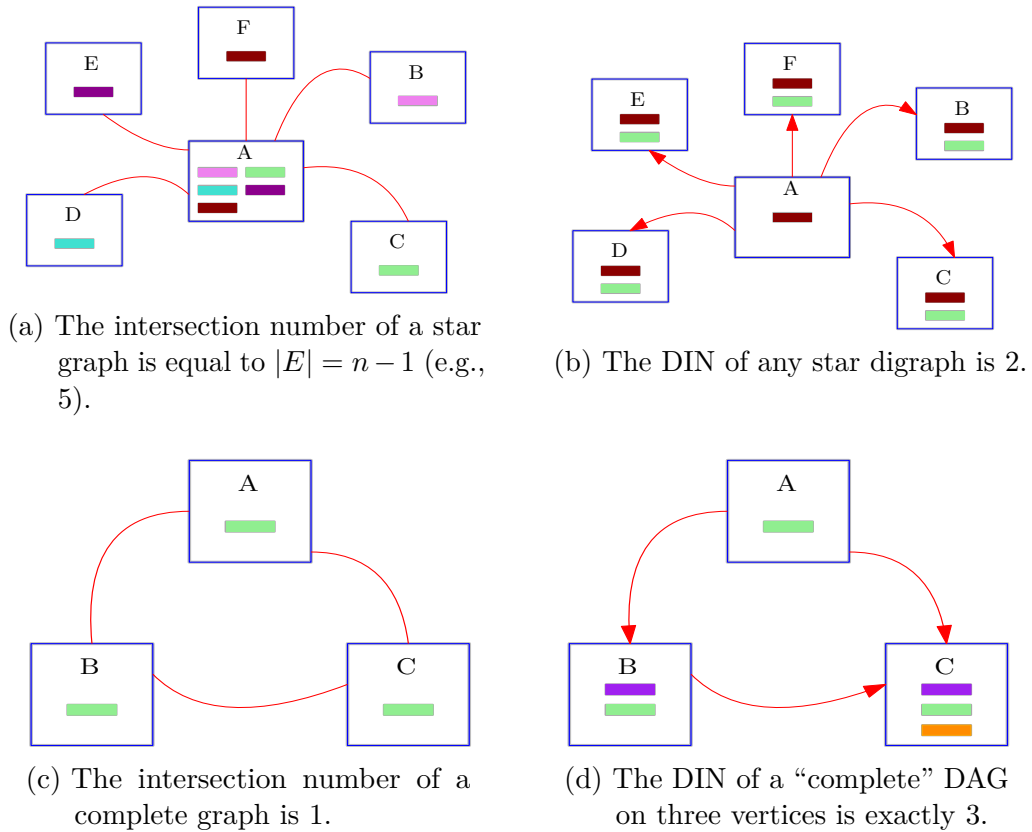 F
E
B
A
D
C
(a) The intersection number of a star
graph is equal to |E| = n − 1 (e.g.,
5).
F
E
B
A
D
C
(b) The DIN of any star digraph is 2.
A
B
C
(c) The intersection number of a
complete graph is 1.
A
B
C
(d) The DIN of a “complete” DAG
on three vertices is exactly 3.